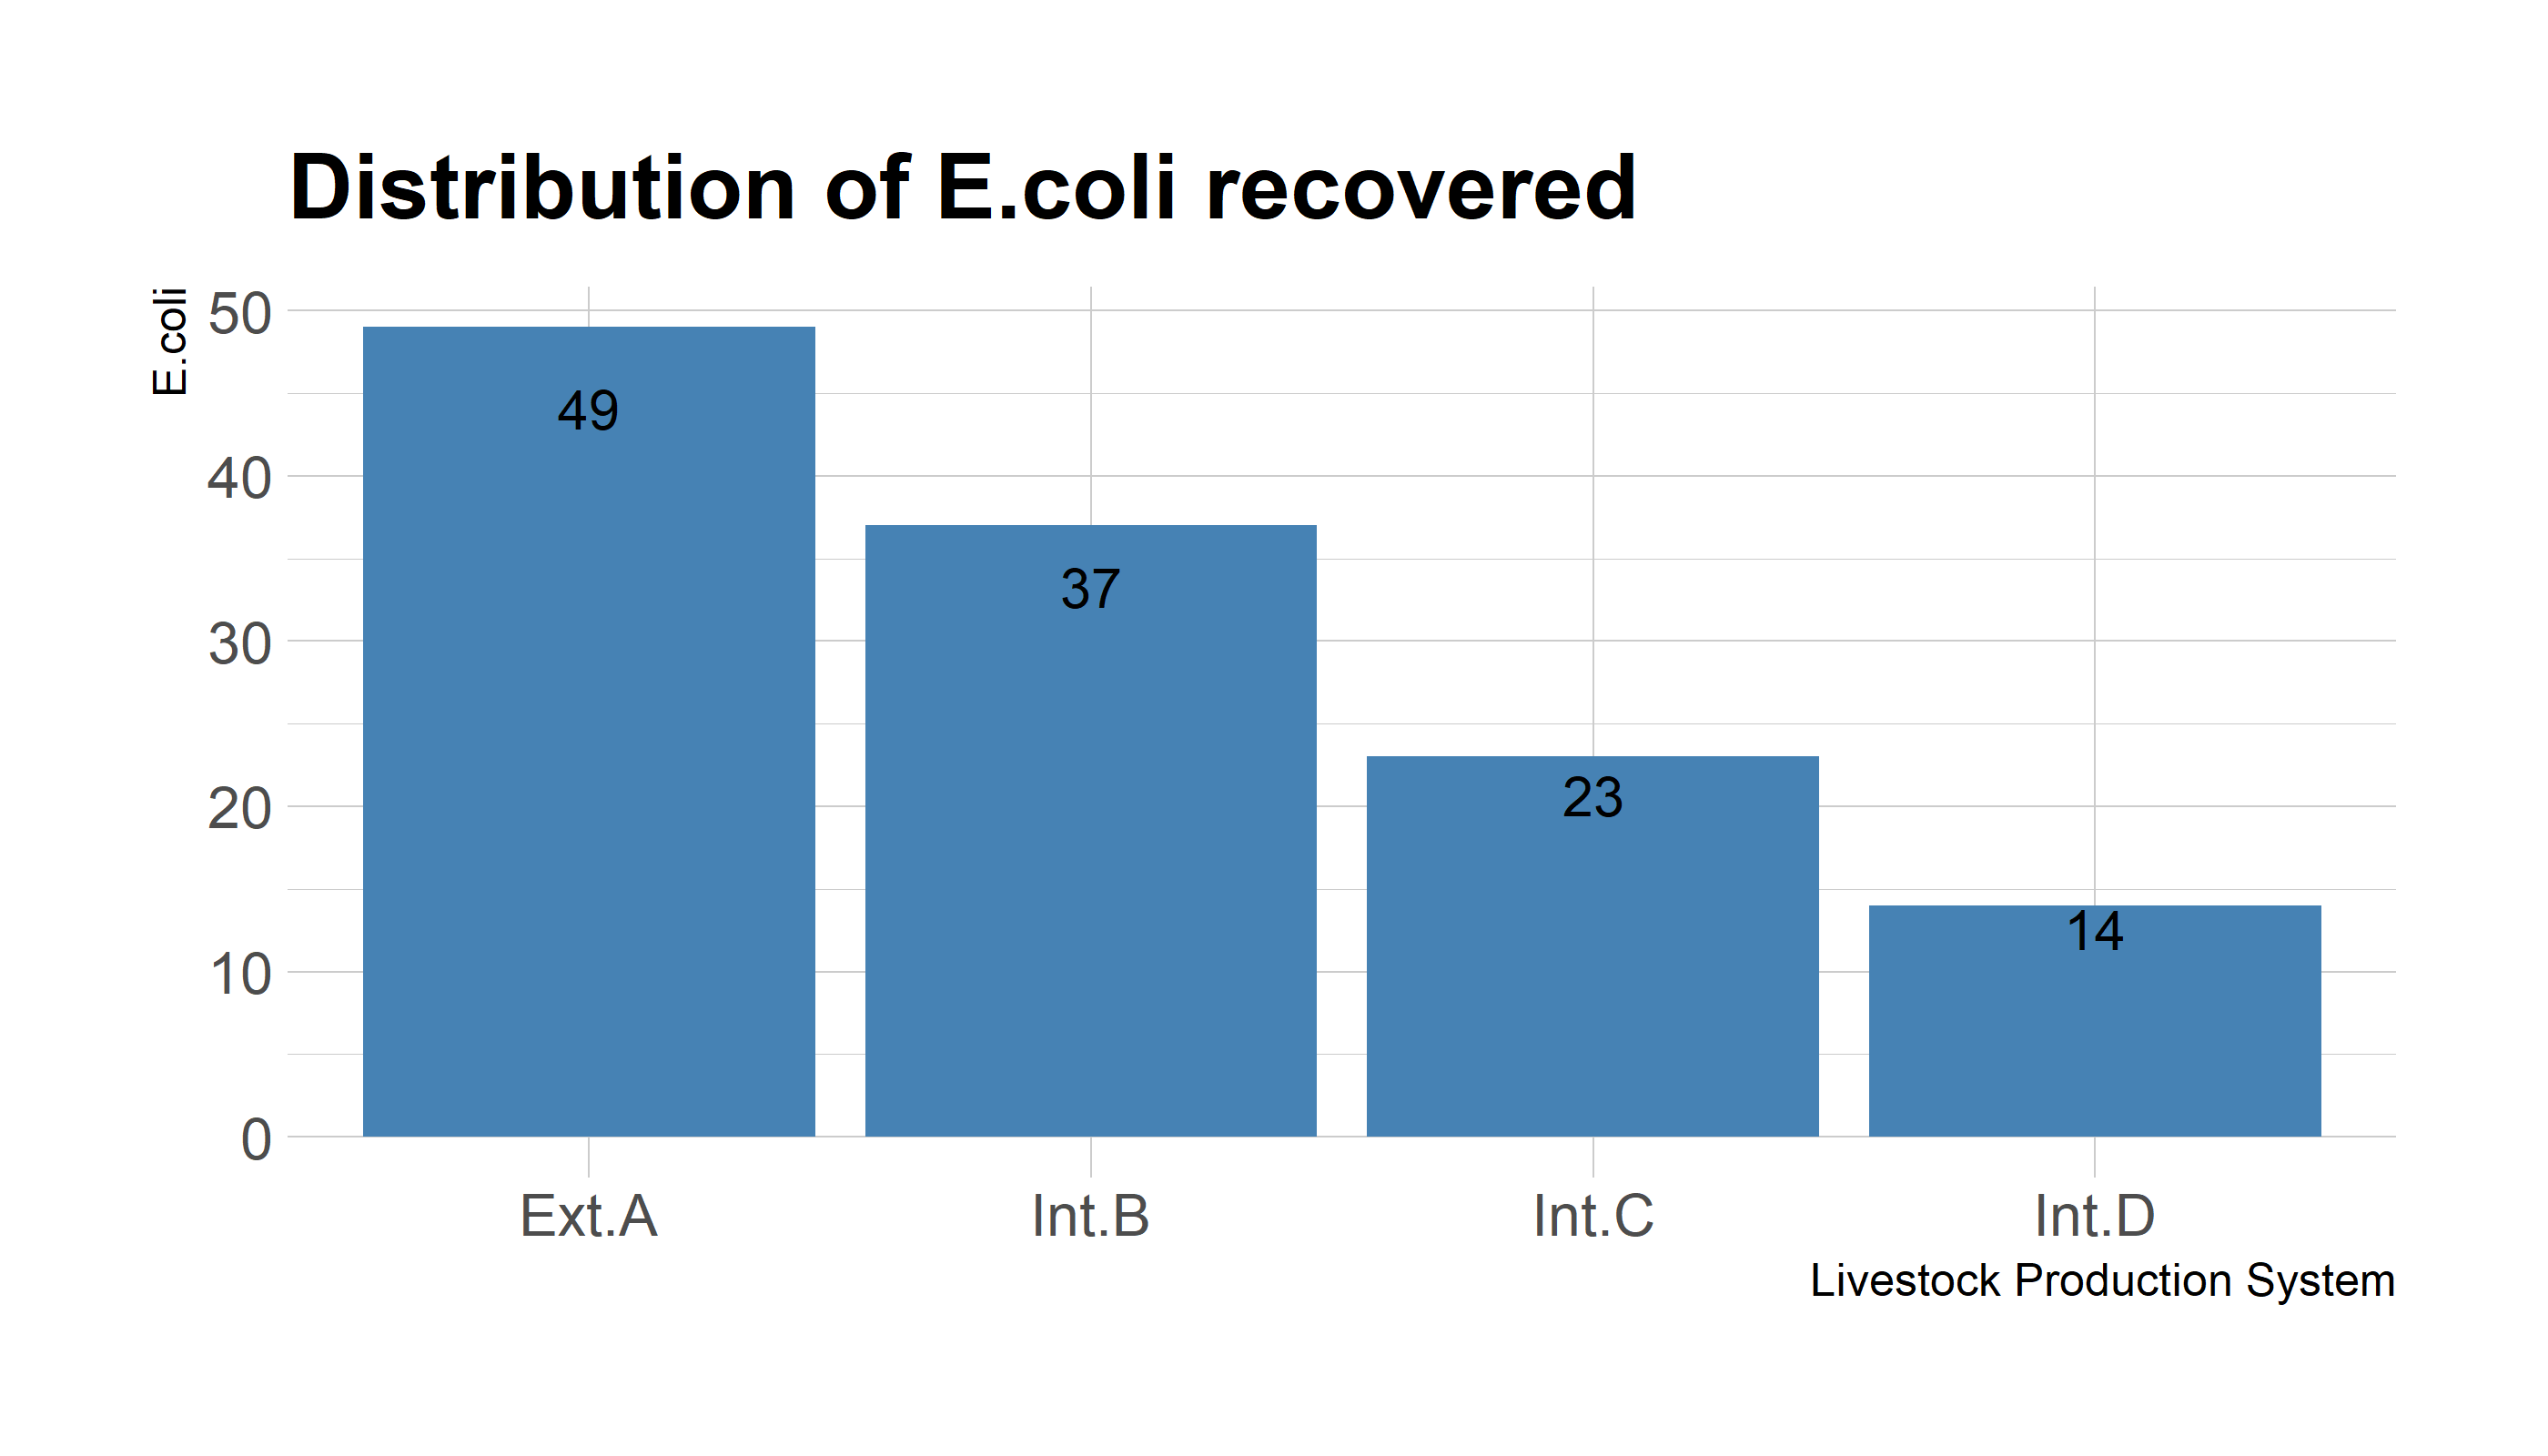 Distribution of E.coli recovered
E.coli
50
40
30
20
10
0
49
37
23
14
Ext.A
Int.B
Int.C
Int.D
Livestock Production System